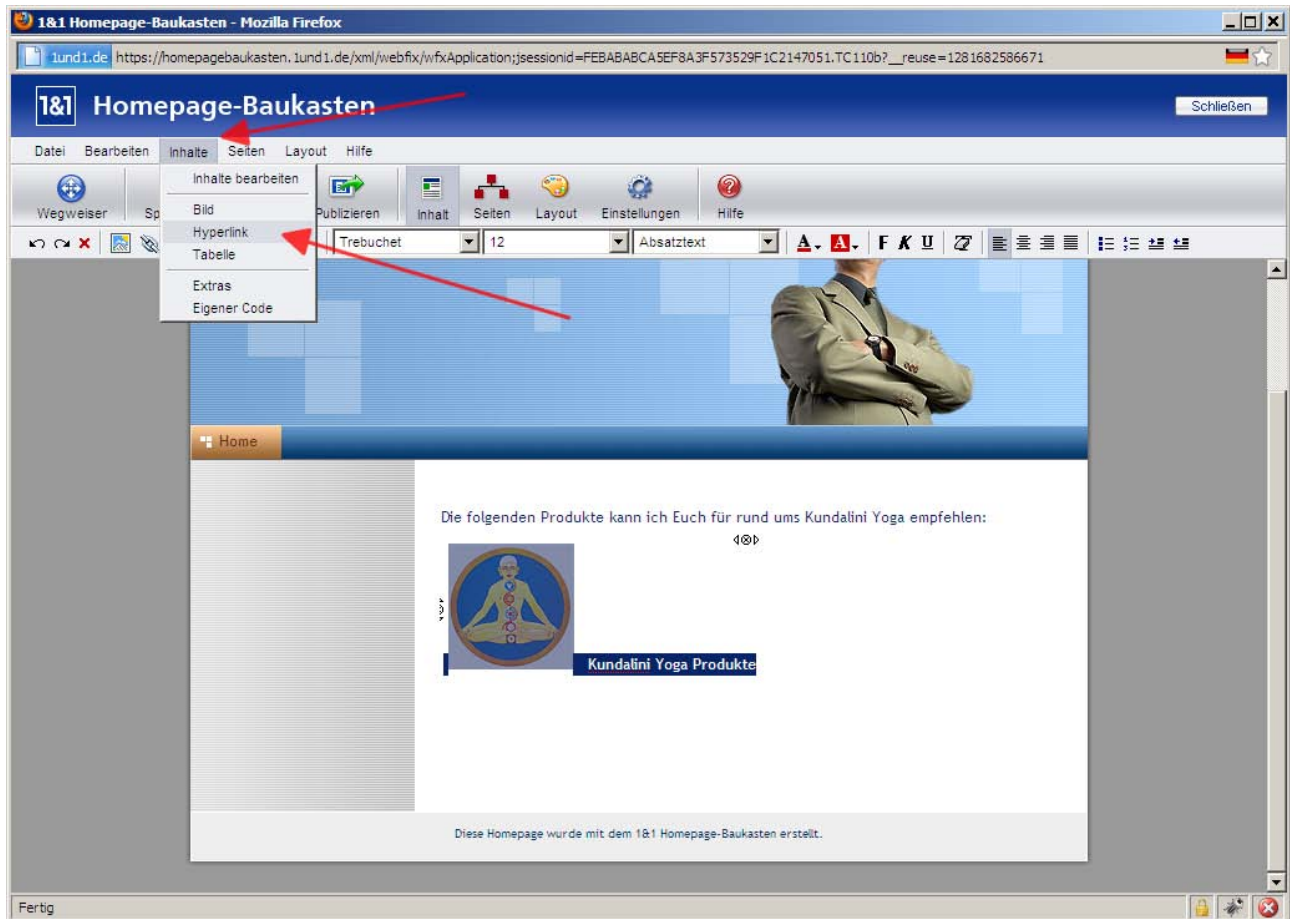 1&1 Homepage-Baukasten - Mozilla Firefox
1und1.de https://homepagebaukasten.1und1.de/xml/webfix/wfxApplication;jsessionid=FEBABABCA5EF8A3F573529F1C2147051.TC110b?__reuse=1281682586671
1&1 Homepage-Baukasten
Schließen
Datei Bearbeiten Inhalte Seiten Layout Hilfe
Inhalte bearbeiten
Bild
Hyperlink
Tabelle
Extras
Eigener Code
Wegweiser Sp Publizieren Inhalt Seiten Layout Einstellungen Hilfe
Trebuchet 12 Absatztext A A F K U
Home
Die folgenden Produkte kann ich Euch für rund ums Kundalini Yoga empfehlen:
Kundalini Yoga Produkte
Diese Homepage wurde mit dem 1&1 Homepage-Baukasten erstellt.
Fertig